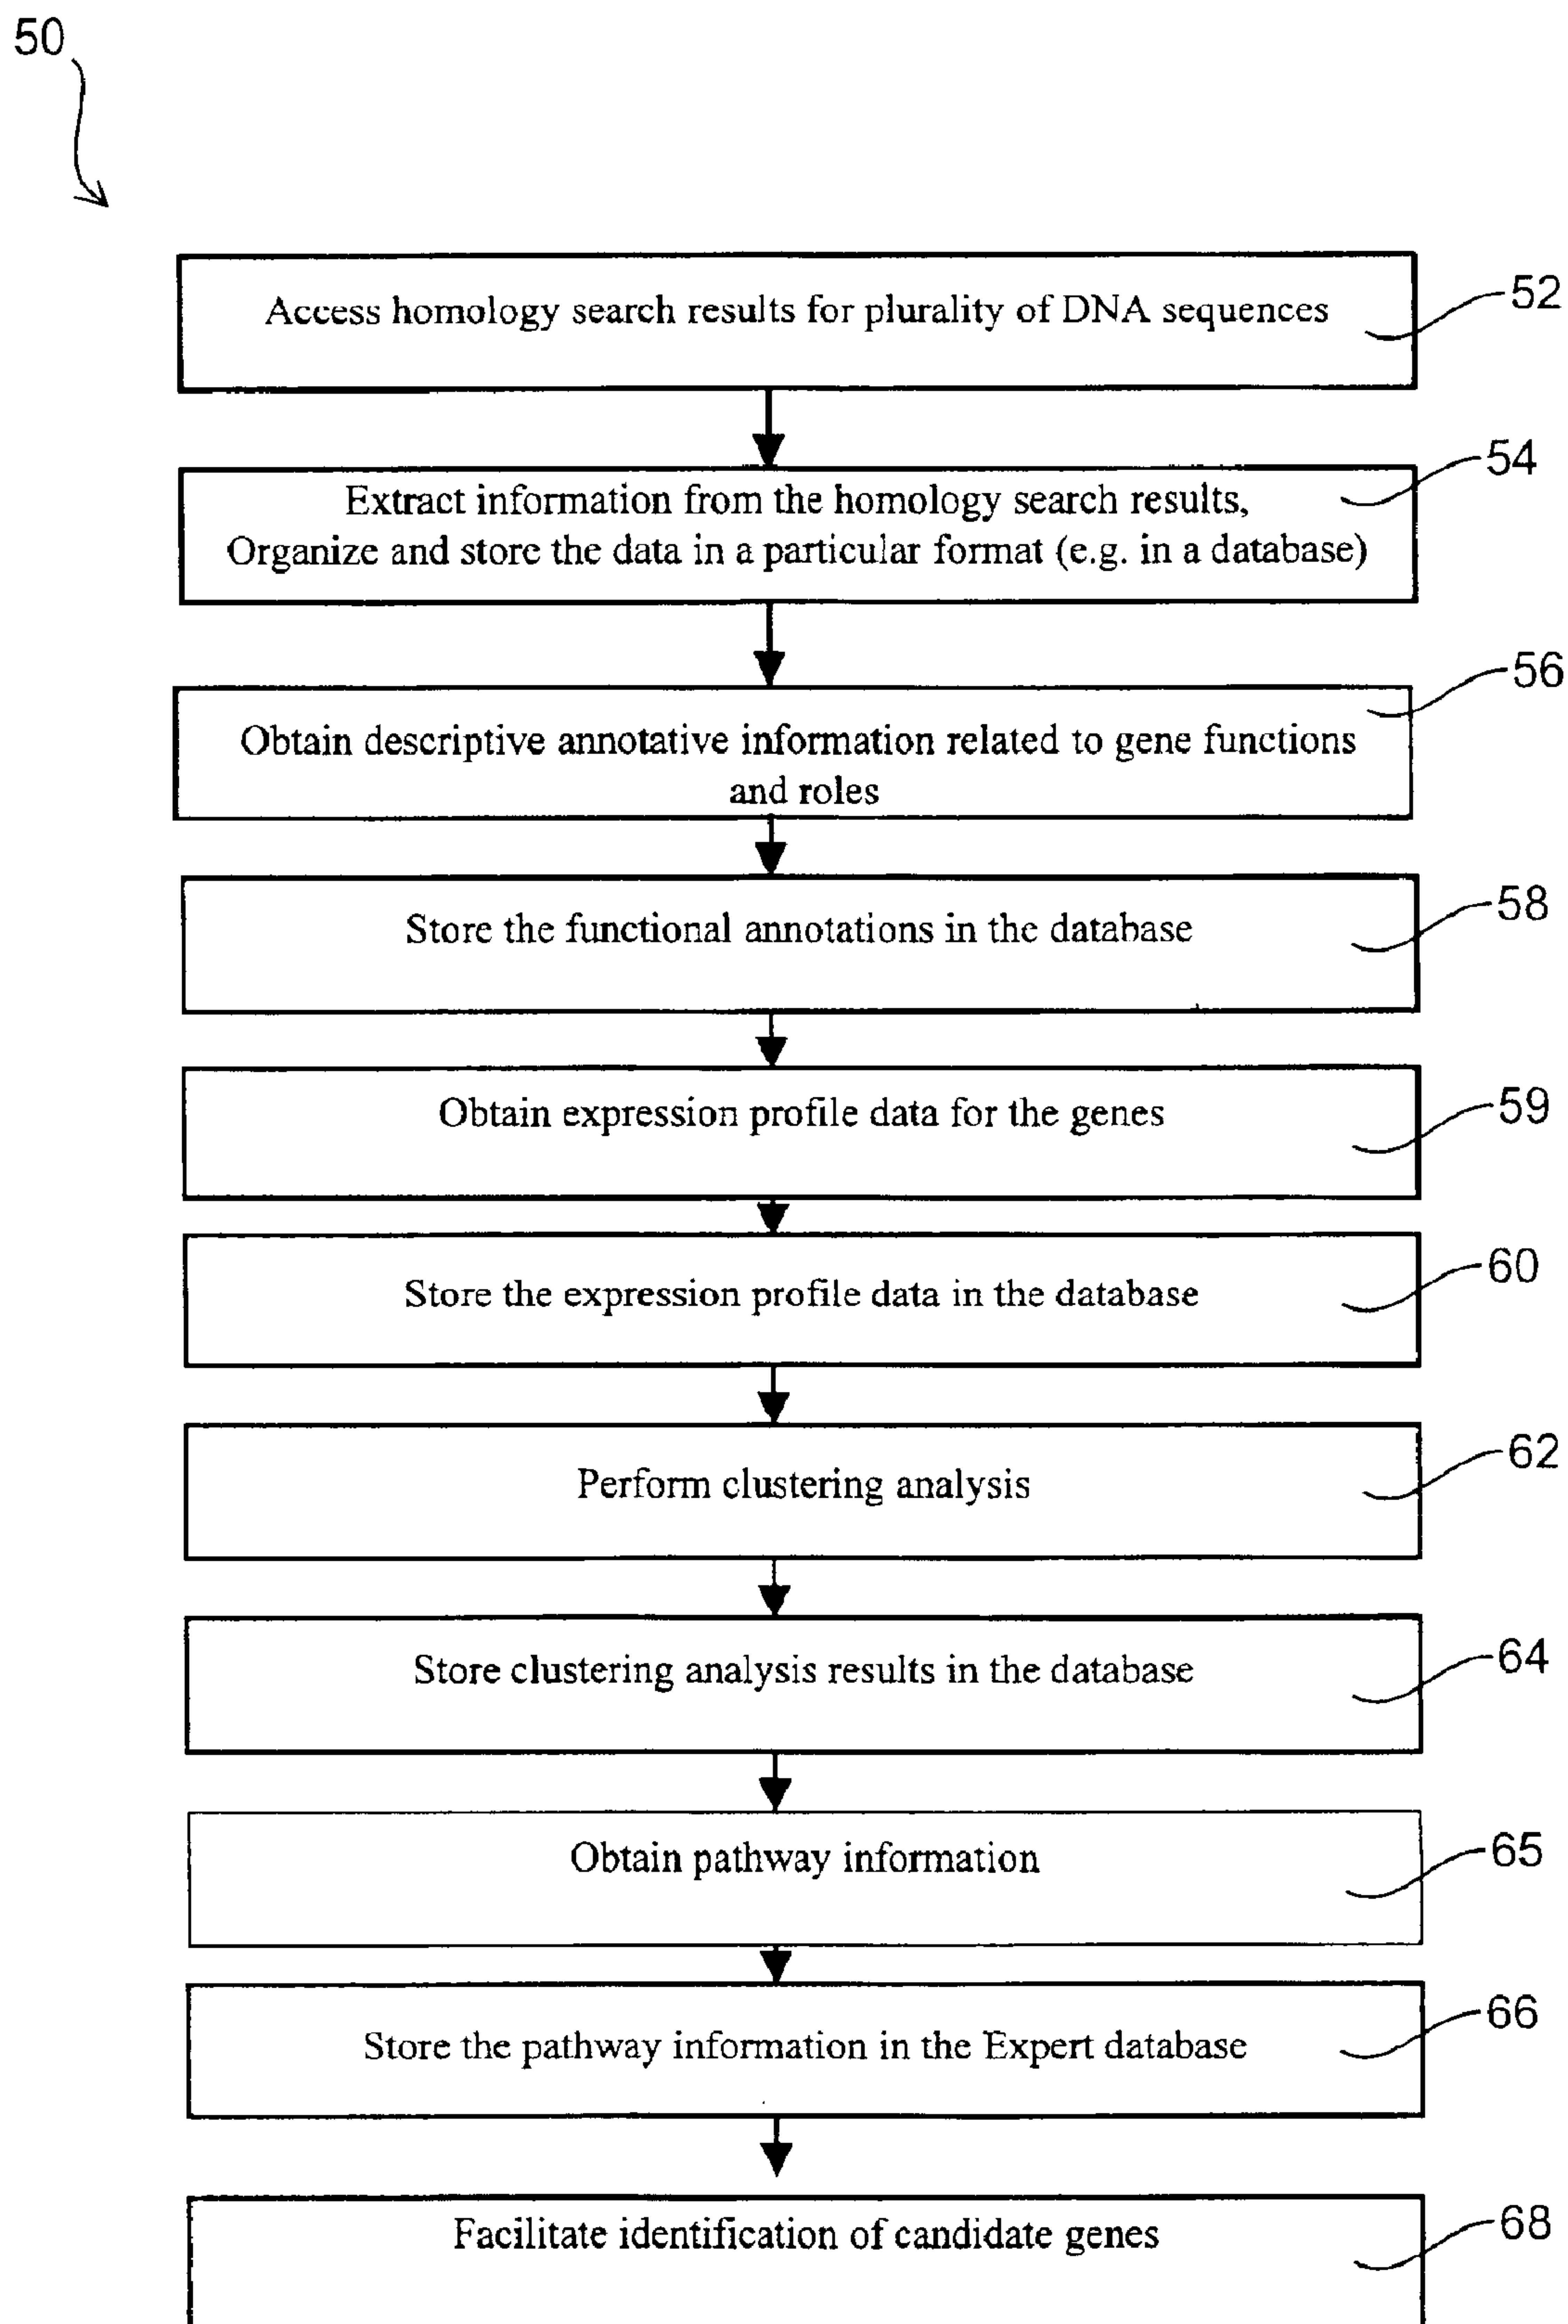 50
Access homology search results for plurality of DNA sequences
52
Extract information from the homology search results,
Organize and store the data in a particular format (e.g. in a database)
54
Obtain descriptive annotative information related to gene functions
and roles
56
Store the functional annotations in the database
58
Obtain expression profile data for the genes
59
Store the expression profile data in the database
60
Perform clustering analysis
62
Store clustering analysis results in the database
64
Obtain pathway information
65
Store the pathway information in the Expert database
66
Facilitate identification of candidate genes
68